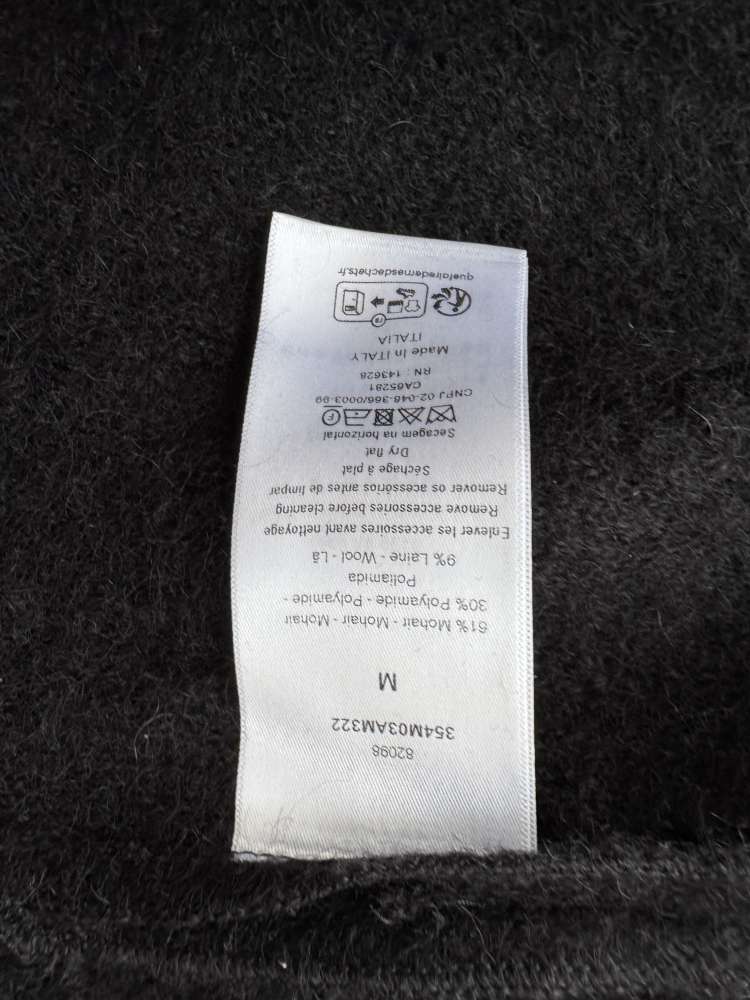 82098
354M03AM322
M
61% Mohair - Mohair - Mohair
30% Polyamide - Polyamide -
Poliamida
9% Laine - Wool - Lã
Enlever les accessoires avant nettoyage
Remove accessories before cleaning
Remover os acessórios antes de limpar
Séchage à plat
Dry flat
Secagem na horizontal
F
CNPJ 02-048-366/0003-99
CA65281
RN : 143628
Made in ITALY
ITALIA
FR
quefairedemesdechets.fr